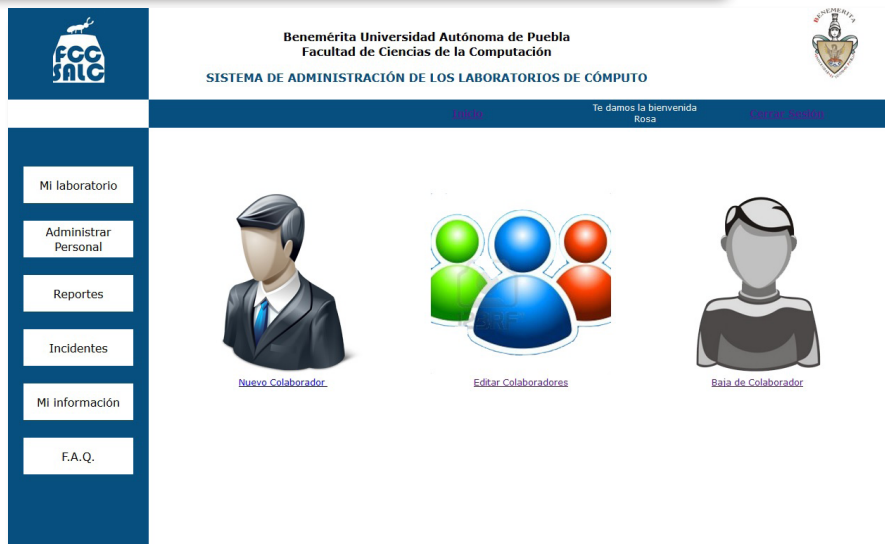 FCC
SALC
Benemérita Universidad Autónoma de Puebla
Facultad de Ciencias de la Computación
SISTEMA DE ADMINISTRACIÓN DE LOS LABORATORIOS DE CÓMPUTO
BENEMERITA
Inicio
Te damos la bienvenida
Rosa
Cerrar Sesión
Mi laboratorio
Administrar
Personal
Reportes
Incidentes
Mi información
F.A.Q.
123RF
Nuevo Colaborador
Editar Colaboradores
Baja de Colaborador